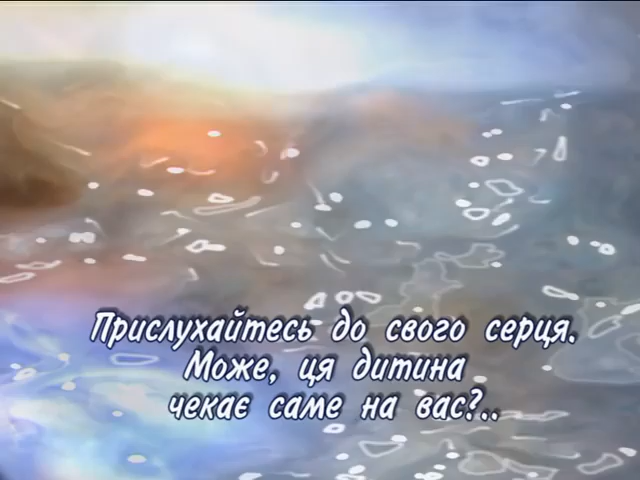 Прислухайтесь до свого серця.
Може, ця дитина
чекає саме на вас?..